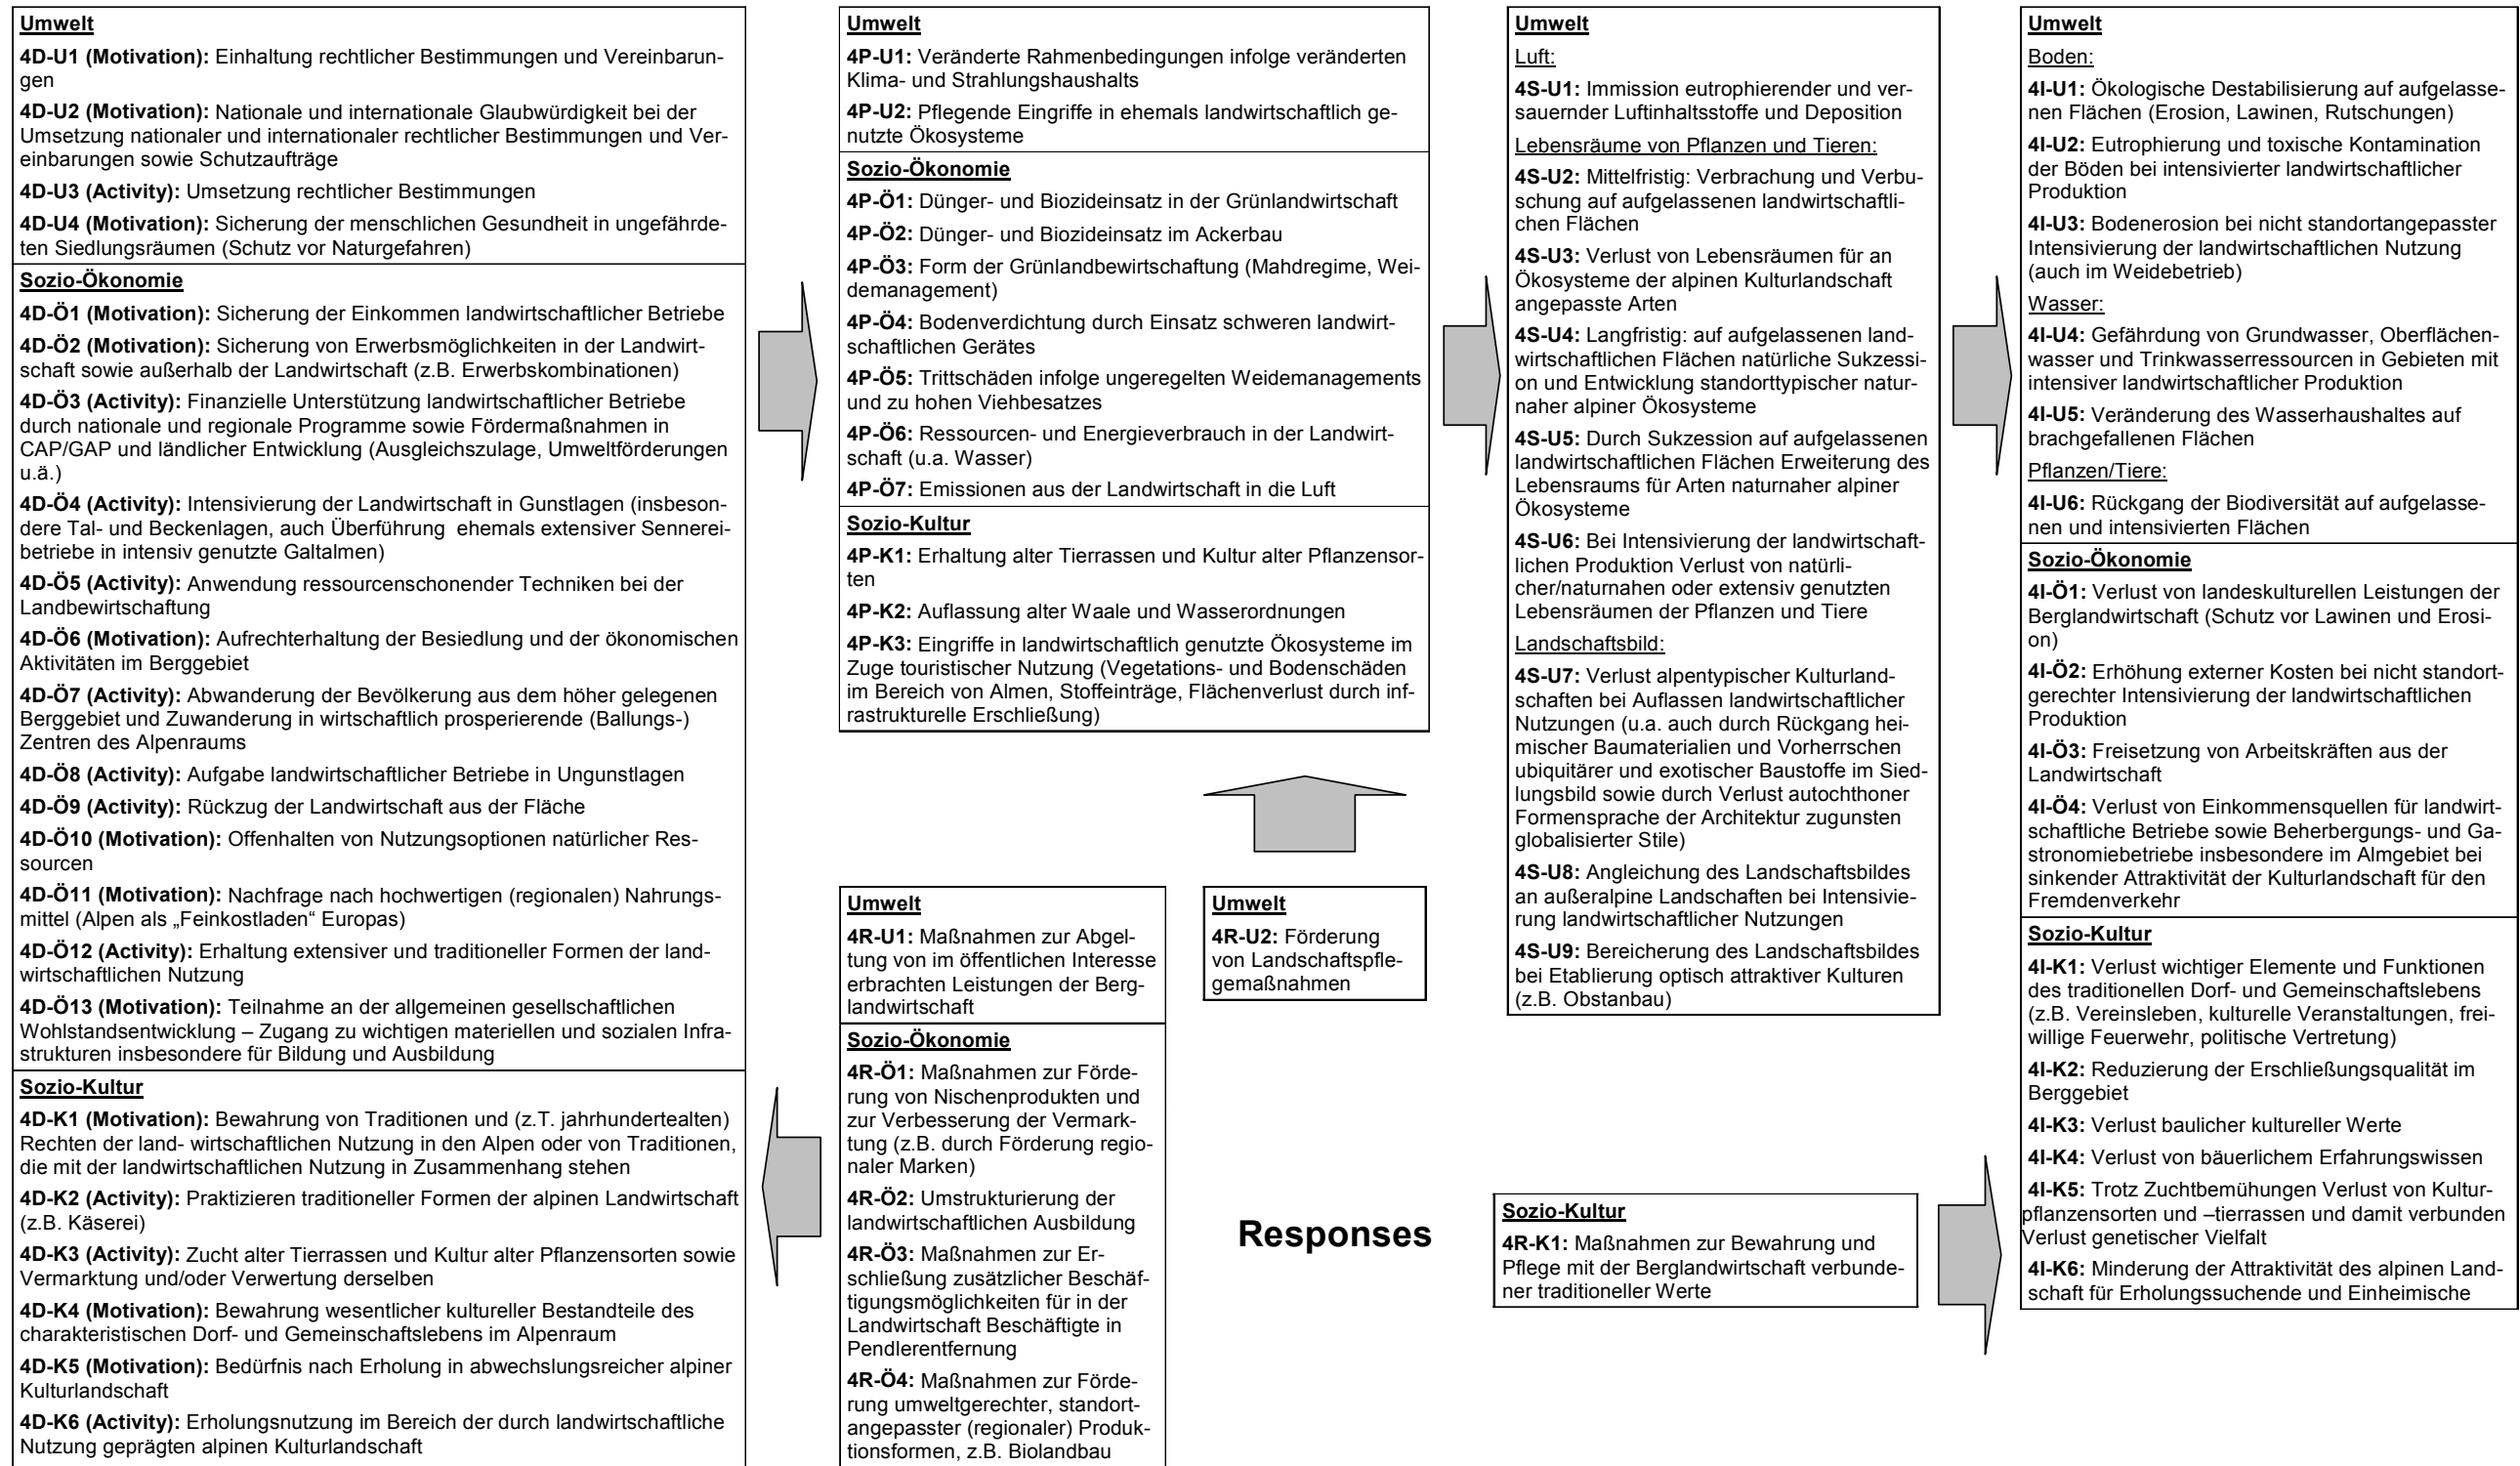 Umwelt
4D-U1 (Motivation): Einhaltung rechtlicher Bestimmungen und Vereinbarun-
gen
4D-U2 (Motivation): Nationale und internationale Glaubwürdigkeit bei der
Umsetzung nationaler und internationaler rechtlicher Bestimmungen und Ver-
einbarungen sowie Schutzaufträge
4D-U3 (Activity): Umsetzung rechtlicher Bestimmungen
4D-U4 (Motivation): Sicherung der menschlichen Gesundheit in ungefährde-
ten Siedlungsräumen (Schutz vor Naturgefahren)
Sozio-Ökonomie
4D-Ö1 (Motivation): Sicherung der Einkommen landwirtschaftlicher Betriebe
4D-Ö2 (Motivation): Sicherung von Erwerbsmöglichkeiten in der Landwirt-
schaft sowie außerhalb der Landwirtschaft (z.B. Erwerbskombinationen)
4D-Ö3 (Activity): Finanzielle Unterstützung landwirtschaftlicher Betriebe
durch nationale und regionale Programme sowie Fördermaßnahmen in
CAP/GAP und ländlicher Entwicklung (Ausgleichszulage, Umweltförderungen
u.ä.)
4D-Ö4 (Activity): Intensivierung der Landwirtschaft in Gunstlagen (insbeson-
dere Tal- und Beckenlagen, auch Überführung ehemals extensiver Sennerei-
betriebe in intensiv genutzte Galtalmen)
4D-Ö5 (Activity): Anwendung ressourcenschonender Techniken bei der
Landbewirtschaftung
4D-Ö6 (Motivation): Aufrechterhaltung der Besiedlung und der ökonomischen
Aktivitäten im Berggebiet
4D-Ö7 (Activity): Abwanderung der Bevölkerung aus dem höher gelegenen
Berggebiet und Zuwanderung in wirtschaftlich prosperierende (Ballungs-)
Zentren des Alpenraums
4D-Ö8 (Activity): Aufgabe landwirtschaftlicher Betriebe in Ungunstlagen
4D-Ö9 (Activity): Rückzug der Landwirtschaft aus der Fläche
4D-Ö10 (Motivation): Offenhalten von Nutzungsoptionen natürlicher Res-
sourcen
4D-Ö11 (Motivation): Nachfrage nach hochwertigen (regionalen) Nahrungs-
mittel (Alpen als „Feinkostladen“ Europas)
4D-Ö12 (Activity): Erhaltung extensiver und traditioneller Formen der land-
wirtschaftlichen Nutzung
4D-Ö13 (Motivation): Teilnahme an der allgemeinen gesellschaftlichen
Wohlstandsentwicklung – Zugang zu wichtigen materiellen und sozialen Infra-
strukturen insbesondere für Bildung und Ausbildung
Sozio-Kultur
4D-K1 (Motivation): Bewahrung von Traditionen und (z.T. jahrhundertealten)
Rechten der land- wirtschaftlichen Nutzung in den Alpen oder von Traditionen,
die mit der landwirtschaftlichen Nutzung in Zusammenhang stehen
4D-K2 (Activity): Praktizieren traditioneller Formen der alpinen Landwirtschaft
(z.B. Käserei)
4D-K3 (Activity): Zucht alter Tierrassen und Kultur alter Pflanzensorten sowie
Vermarktung und/oder Verwertung derselben
4D-K4 (Motivation): Bewahrung wesentlicher kultureller Bestandteile des
charakteristischen Dorf- und Gemeinschaftslebens im Alpenraum
4D-K5 (Motivation): Bedürfnis nach Erholung in abwechslungsreicher alpiner
Kulturlandschaft
4D-K6 (Activity): Erholungsnutzung im Bereich der durch landwirtschaftliche
Nutzung geprägten alpinen Kulturlandschaft
Umwelt
4P-U1: Veränderte Rahmenbedingungen infolge veränderten
Klima- und Strahlungshaushalts
4P-U2: Pflegende Eingriffe in ehemals landwirtschaftlich ge-
nutzte Ökosysteme
Sozio-Ökonomie
4P-Ö1: Dünger- und Biozideinsatz in der Grünlandwirtschaft
4P-Ö2: Dünger- und Biozideinsatz im Ackerbau
4P-Ö3: Form der Grünlandbewirtschaftung (Mahdregime, Wei-
demanagement)
4P-Ö4: Bodenverdichtung durch Einsatz schweren landwirt-
schaftlichen Gerätes
4P-Ö5: Trittschäden infolge ungeregelten Weidemanagements
und zu hohen Viehbesatzes
4P-Ö6: Ressourcen- und Energieverbrauch in der Landwirt-
schaft (u.a. Wasser)
4P-Ö7: Emissionen aus der Landwirtschaft in die Luft
Sozio-Kultur
4P-K1: Erhaltung alter Tierrassen und Kultur alter Pflanzensor-
ten
4P-K2: Auflassung alter Waale und Wasserordnungen
4P-K3: Eingriffe in landwirtschaftlich genutzte Ökosysteme im
Zuge touristischer Nutzung (Vegetations- und Bodenschäden
im Bereich von Almen, Stoffeinträge, Flächenverlust durch inf-
rastrukturelle Erschließung)
Umwelt
4R-U1: Maßnahmen zur Abgel-
tung von im öffentlichen Interesse
erbrachten Leistungen der Berg-
landwirtschaft
Sozio-Ökonomie
4R-Ö1: Maßnahmen zur Förde-
rung von Nischenprodukten und
zur Verbesserung der Vermark-
tung (z.B. durch Förderung regio-
naler Marken)
4R-Ö2: Umstrukturierung der
landwirtschaftlichen Ausbildung
4R-Ö3: Maßnahmen zur Er-
schließung zusätzlicher Beschäf-
tigungsmöglichkeiten für in der
Landwirtschaft Beschäftigte in
Pendlerentfernung
4R-Ö4: Maßnahmen zur Förde-
rung umweltgerechter, standort-
angepasster (regionaler) Produk-
tionsformen, z.B. Biolandbau
Umwelt
4R-U2: Förderung
von Landschaftspfle-
gemaßnahmen
Responses
Umwelt
Luft:
4S-U1: Immission eutrophierender und ver-
sauernder Luftinhaltsstoffe und Deposition
Lebensräume von Pflanzen und Tieren:
4S-U2: Mittelfristig: Verbrachung und Verbu-
schung auf aufgelassenen landwirtschaftli-
chen Flächen
4S-U3: Verlust von Lebensräumen für an
Ökosysteme der alpinen Kulturlandschaft
angepasste Arten
4S-U4: Langfristig: auf aufgelassenen land-
wirtschaftlichen Flächen natürliche Sukzessi-
on und Entwicklung standorttypischer natur-
naher alpiner Ökosysteme
4S-U5: Durch Sukzession auf aufgelassenen
landwirtschaftlichen Flächen Erweiterung des
Lebensraums für Arten naturnaher alpiner
Ökosysteme
4S-U6: Bei Intensivierung der landwirtschaft-
lichen Produktion Verlust von natürli-
cher/naturnahen oder extensiv genutzten
Lebensräumen der Pflanzen und Tiere
Landschaftsbild:
4S-U7: Verlust alpentypischer Kulturland-
schaften bei Auflassen landwirtschaftlicher
Nutzungen (u.a. auch durch Rückgang hei-
mischer Baumaterialien und Vorherrschen
ubiquitärer und exotischer Baustoffe im Sied-
lungsbild sowie durch Verlust autochthoner
Formensprache der Architektur zugunsten
globalisierter Stile)
4S-U8: Angleichung des Landschaftsbildes
an außeralpine Landschaften bei Intensivie-
rung landwirtschaftlicher Nutzungen
4S-U9: Bereicherung des Landschaftsbildes
bei Etablierung optisch attraktiver Kulturen
(z.B. Obstanbau)
Sozio-Kultur
4R-K1: Maßnahmen zur Bewahrung und
Pflege mit der Berglandwirtschaft verbunde-
ner traditioneller Werte
Umwelt
Boden:
4I-U1: Ökologische Destabilisierung auf aufgelasse-
nen Flächen (Erosion, Lawinen, Rutschungen)
4I-U2: Eutrophierung und toxische Kontamination
der Böden bei intensivierter landwirtschaftlicher
Produktion
4I-U3: Bodenerosion bei nicht standortangepasster
Intensivierung der landwirtschaftlichen Nutzung
(auch im Weidebetrieb)
Wasser:
4I-U4: Gefährdung von Grundwasser, Oberflächen-
wasser und Trinkwasserressourcen in Gebieten mit
intensiver landwirtschaftlicher Produktion
4I-U5: Veränderung des Wasserhaushaltes auf
brachgefallenen Flächen
Pflanzen/Tiere:
4I-U6: Rückgang der Biodiversität auf aufgelasse-
nen und intensivierten Flächen
Sozio-Ökonomie
4I-Ö1: Verlust von landeskulturellen Leistungen der
Berglandwirtschaft (Schutz vor Lawinen und Erosi-
on)
4I-Ö2: Erhöhung externer Kosten bei nicht standort-
gerechter Intensivierung der landwirtschaftlichen
Produktion
4I-Ö3: Freisetzung von Arbeitskräften aus der
Landwirtschaft
4I-Ö4: Verlust von Einkommensquellen für landwirt-
schaftliche Betriebe sowie Beherbergungs- und Ga-
stronomiebetriebe insbesondere im Almgebiet bei
sinkender Attraktivität der Kulturlandschaft für den
Fremdenverkehr
Sozio-Kultur
4I-K1: Verlust wichtiger Elemente und Funktionen
des traditionellen Dorf- und Gemeinschaftslebens
(z.B. Vereinsleben, kulturelle Veranstaltungen, frei-
willige Feuerwehr, politische Vertretung)
4I-K2: Reduzierung der Erschließungsqualität im
Berggebiet
4I-K3: Verlust baulicher kultureller Werte
4I-K4: Verlust von bäuerlichem Erfahrungswissen
4I-K5: Trotz Zuchtbemühungen Verlust von Kultur-
pflanzensorten und –tierrassen und damit verbunden
Verlust genetischer Vielfalt
4I-K6: Minderung der Attraktivität des alpinen Land-
schaft für Erholungssuchende und Einheimische